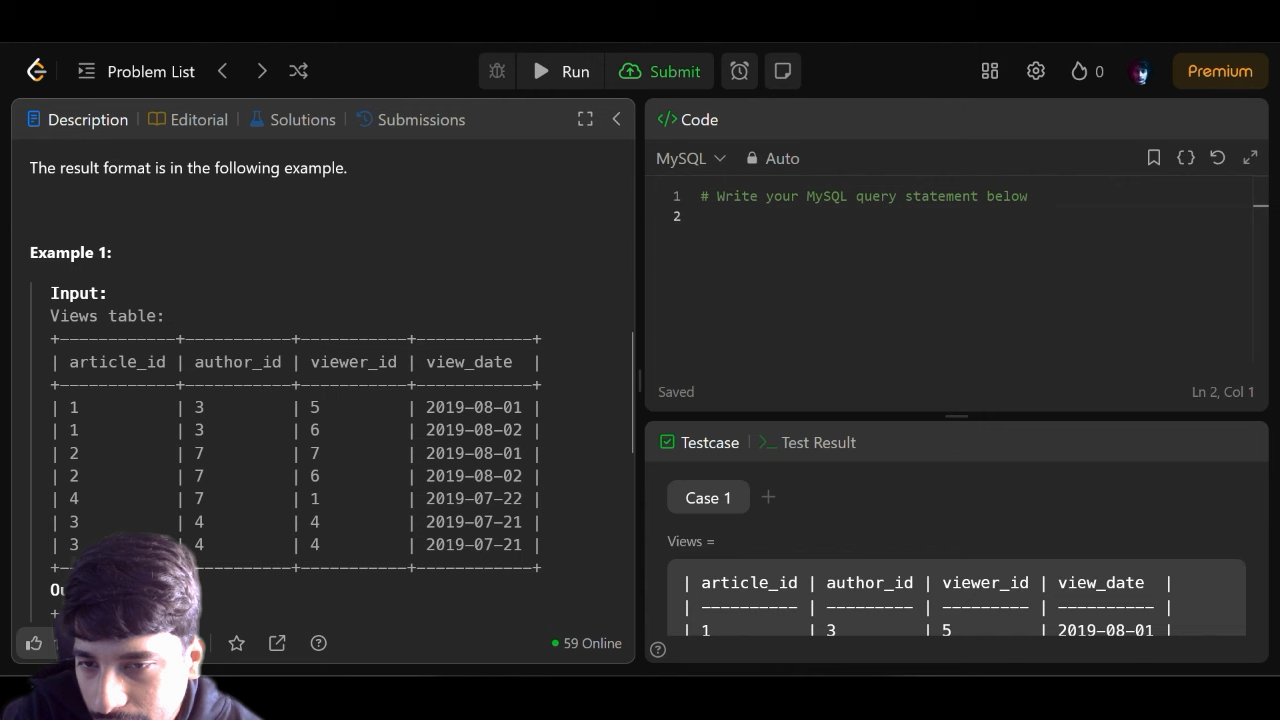 Problem List
Run
Submit
0
Premium
Description
Editorial
Solutions
Submissions
The result format is in the following example.
Example 1:
Input:
Views table:
+------------+-----------+-----------+------------+
| article_id | author_id | viewer_id | view_date |
+------------+-----------+-----------+------------+
| 1 | 3 | 5 | 2019-08-01 |
| 1 | 3 | 6 | 2019-08-02 |
| 2 | 7 | 7 | 2019-08-01 |
| 2 | 7 | 6 | 2019-08-02 |
| 4 | 7 | 1 | 2019-07-22 |
| 3 | 4 | 4 | 2019-07-21 |
| 3 | 4 | 4 | 2019-07-21 |
59 Online
</> Code
MySQL
Auto
1 # Write your MySQL query statement below
2
Saved
Ln 2, Col 1
Testcase
>_ Test Result
Case 1 +
Views =
| article_id | author_id | viewer_id | view_date |
| ---------- | --------- | --------- | ---------- |
| 1 | 3 | 5 | 2019-08-01 |